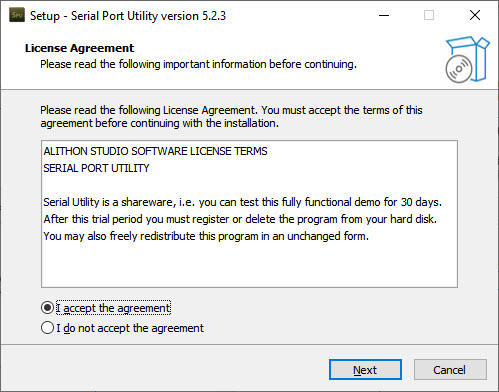 Setup - Serial Port Utility version 5.2.3
License Agreement
Please read the following important information before continuing.
Please read the following License Agreement. You must accept the terms of this
agreement before continuing with the installation.
ALITHON STUDIO SOFTWARE LICENSE TERMS
SERIAL PORT UTILITY
Serial Utility is a shareware, i.e. you can test this fully functional demo for 30 days.
After this trial period you must register or delete the program from your hard disk.
You may also freely redistribute this program in an unchanged form.
I accept the agreement
I do not accept the agreement
Next
Cancel